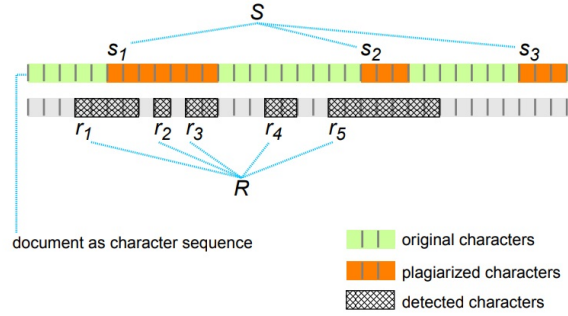 S
s1 s2 s3
r1 r2 r3 r4 r5
R
document as character sequence
original characters
plagiarized characters
detected characters